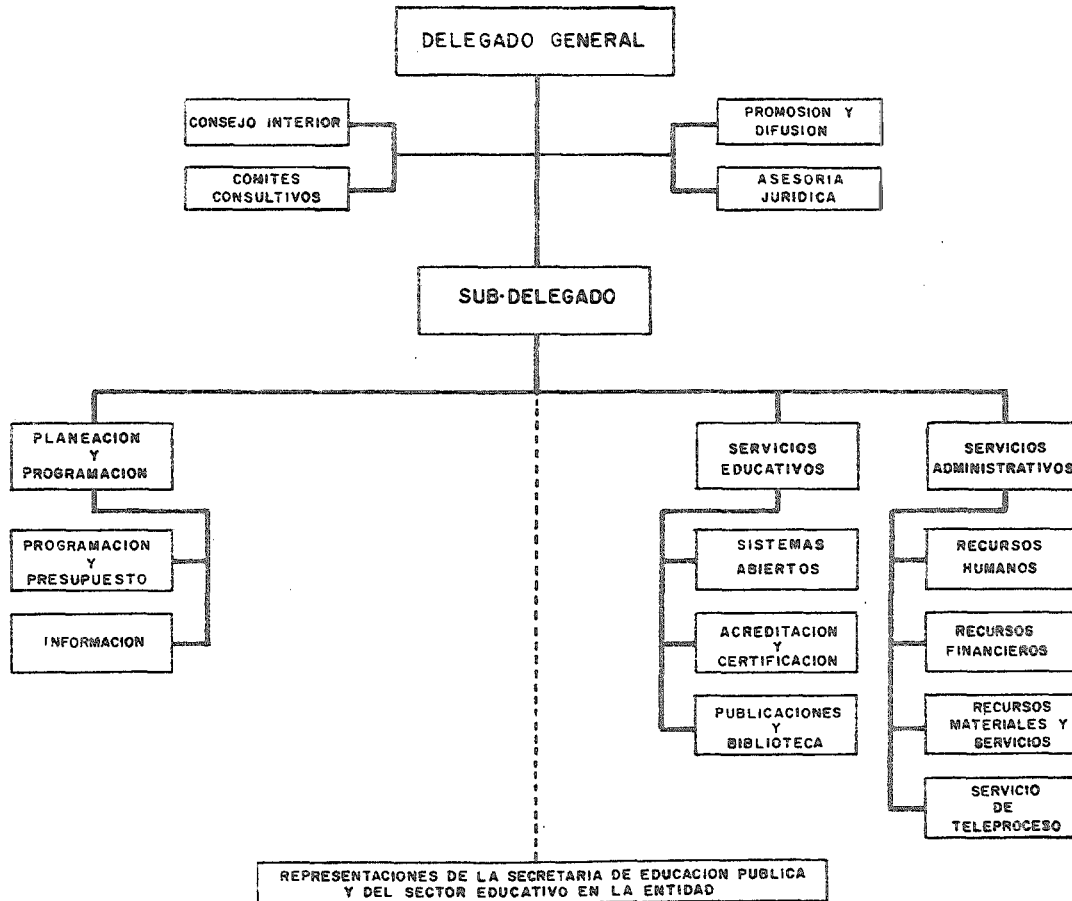 DELEGADO GENERAL
CONSEJO INTERIOR
COMITES
CONSULTIVOS
PROMOSION Y
DIFUSION
ASESORIA
JURIDICA
SUB-DELEGADO
PLANEACION
Y
PROGRAMACION
PROGRAMACION
Y
PRESUPUESTO
INFORMACION
SERVICIOS
EDUCATIVOS
SISTEMAS
ABIERTOS
ACREDITACION
Y
CERTIFICACION
PUBLICACIONES
Y
BIBLIOTECA
SERVICIOS
ADMINISTRATIVOS
RECURSOS
HUMANOS
RECURSOS
FINANCIEROS
RECURSOS
MATERIALES Y
SERVICIOS
SERVICIO
DE
TELEPROCESO
REPRESENTACIONES DE LA SECRETARIA DE EDUCACION PUBLICA
Y DEL SECTOR EDUCATIVO EN LA ENTIDAD